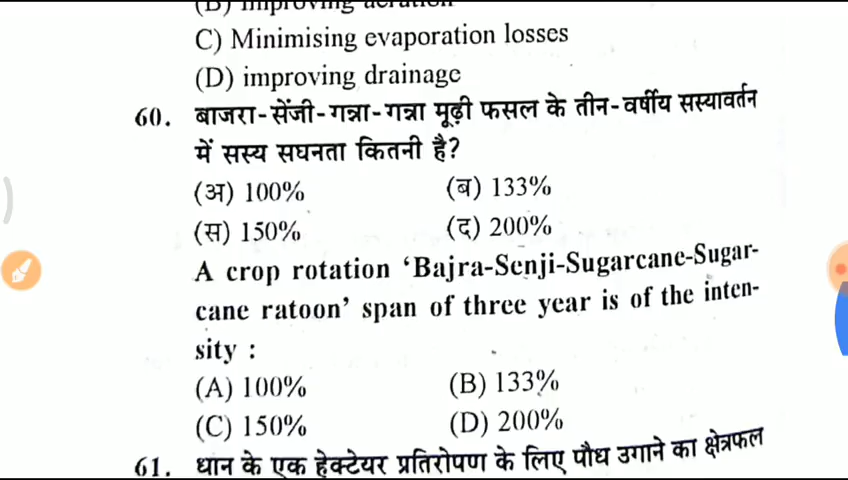 (B) improving aeration
C) Minimising evaporation losses
(D) improving drainage
60. बाजरा-सेंजी-गन्ना-गन्ना मूढ़ी फसल के तीन-वर्षीय सस्यावर्तन
में सस्य सघनता कितनी है?
(अ) 100% (ब) 133%
(स) 150% (द) 200%
A crop rotation ‘Bajra-Senji-Sugarcane-Sugar-
cane ratoon’ span of three year is of the inten-
sity :
(A) 100% (B) 133%
(C) 150% (D) 200%
61. धान के एक हेक्टेयर प्रतिरोपण के लिए पौध उगाने का क्षेत्रफल